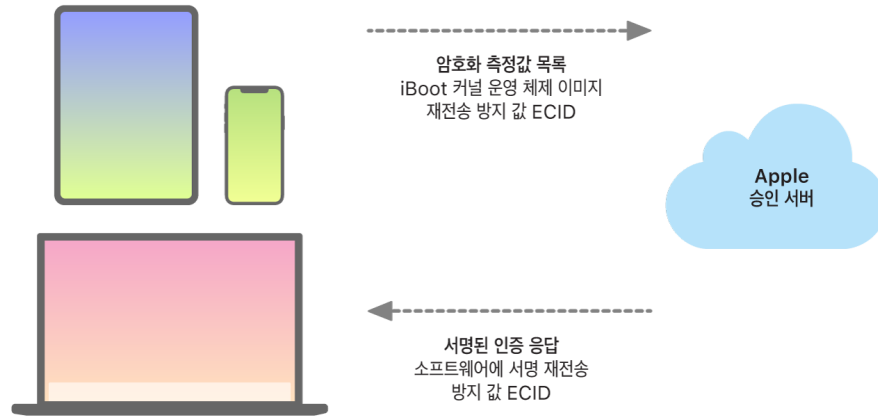 암호화 측정값 목록
iBoot 커널 운영 체제 이미지
재전송 방지 값 ECID
Apple
승인 서버
서명된 인증 응답
소프트웨어에 서명 재전송
방지 값 ECID